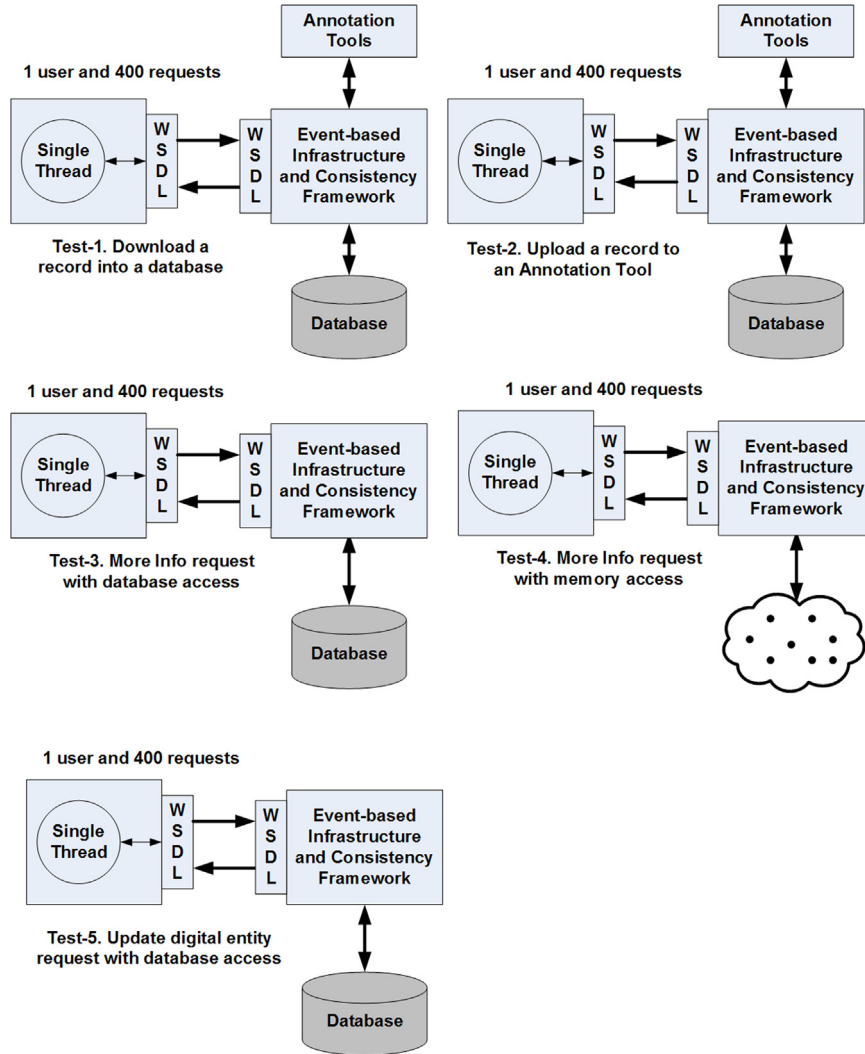 Annotation
Tools
1 user and 400 requests
Single
Thread
W
S
D
L
W
S
D
L
Event-based
Infrastructure
and Consistency
Framework
Test-1. Download a
record into a database
Database
Annotation
Tools
1 user and 400 requests
Single
Thread
W
S
D
L
W
S
D
L
Event-based
Infrastructure
and Consistency
Framework
Test-2. Upload a record to
an Annotation Tool
Database
1 user and 400 requests
Single
Thread
W
S
D
L
W
S
D
L
Event-based
Infrastructure
and Consistency
Framework
Test-3. More Info request
with database access
Database
1 user and 400 requests
Single
Thread
W
S
D
L
W
S
D
L
Event-based
Infrastructure
and Consistency
Framework
Test-4. More Info request
with memory access
1 user and 400 requests
Single
Thread
W
S
D
L
W
S
D
L
Event-based
Infrastructure
and Consistency
Framework
Test-5. Update digital entity
request with database access
Database